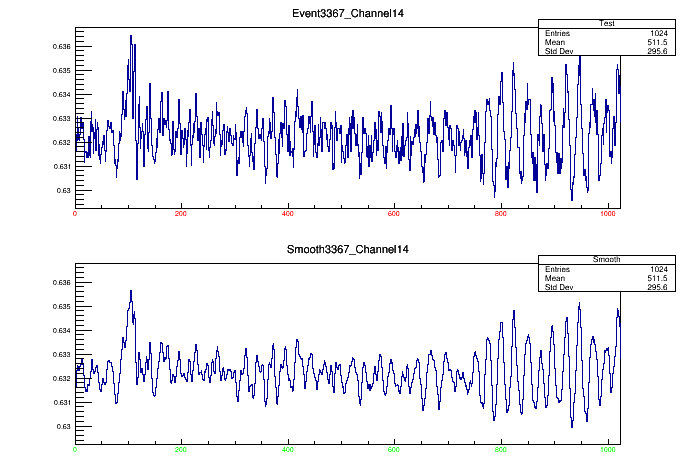 Event3367_Channel14
Test
Entries 1024
Mean 511.5
Std Dev 295.6
0.636
0.635
0.634
0.633
0.632
0.631
0.63
0 200 400 600 800 1000
Smooth3367_Channel14
Smooth
Entries 1024
Mean 511.5
Std Dev 295.6
0.636
0.635
0.634
0.633
0.632
0.631
0.63
0 200 400 600 800 1000